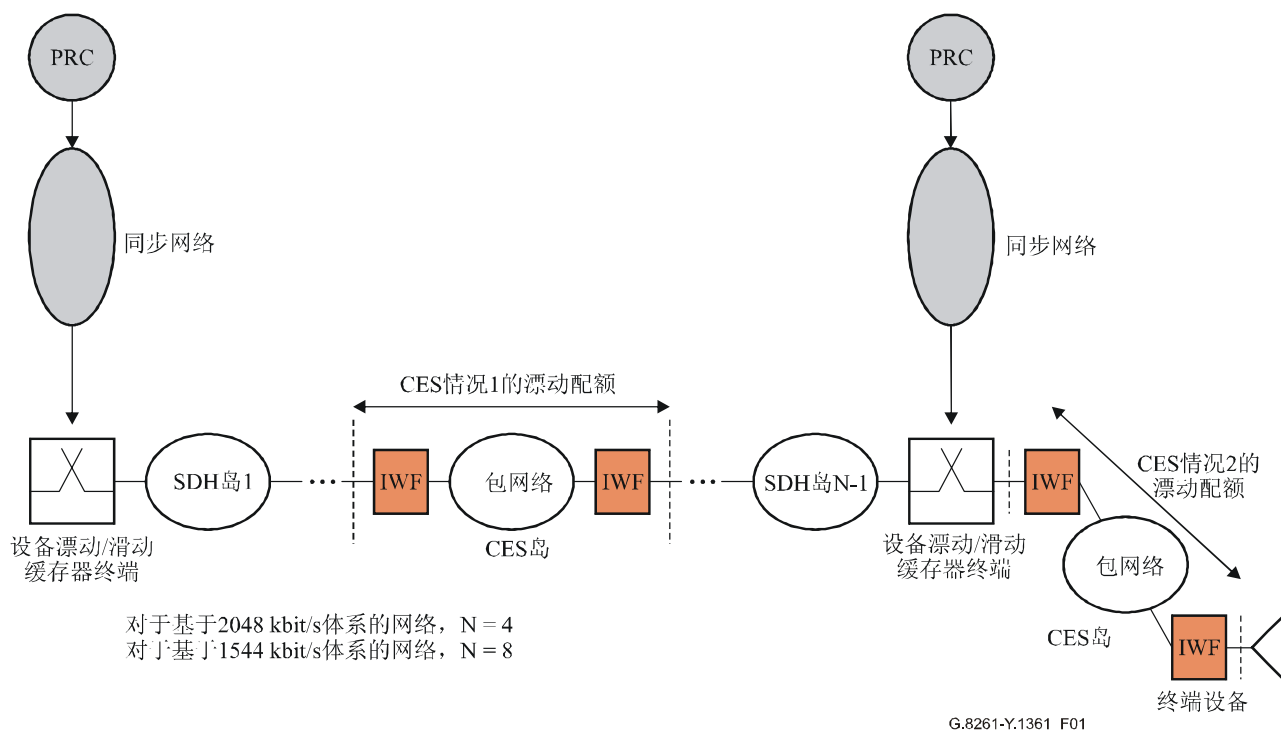 PRC
PRC
同步网络
同步网络
CES情况1的漂动配额
CES情况2的
漂动配额
SDH岛1
IWF
包网络
IWF
SDH岛N-1
IWF
CES岛
设备漂动/滑动
缓存器终端
设备漂动/滑动
缓存器终端
包网络
CES岛
对于基于2048 kbit/s体系的网络，N = 4
对于基于1544 kbit/s体系的网络，N = 8
IWF
终端设备
G.8261-Y.1361_F01